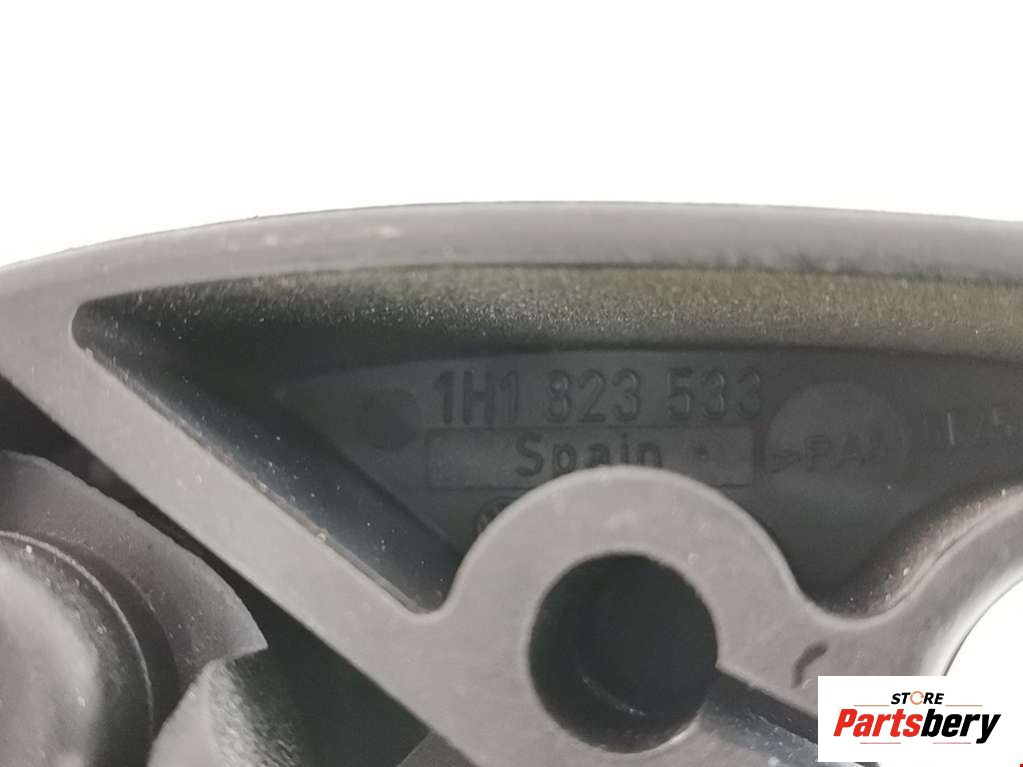 1H1 823 533
Spain
STORE
Partsbery